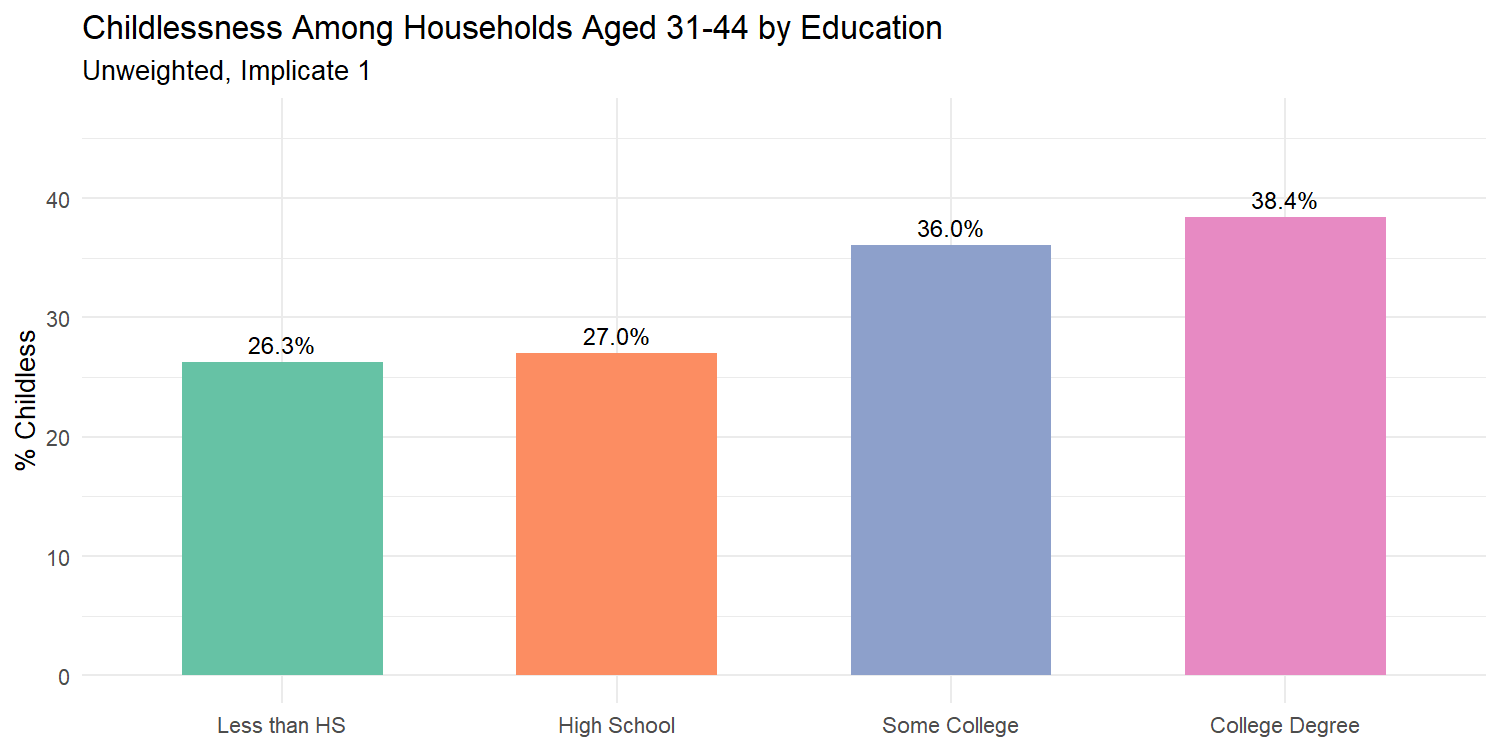 Childlessness Among Households Aged 31-44 by Education
Unweighted, Implicate 1
% Childless
40
30
20
10
0
26.3%
27.0%
36.0%
38.4%
Less than HS
High School
Some College
College Degree